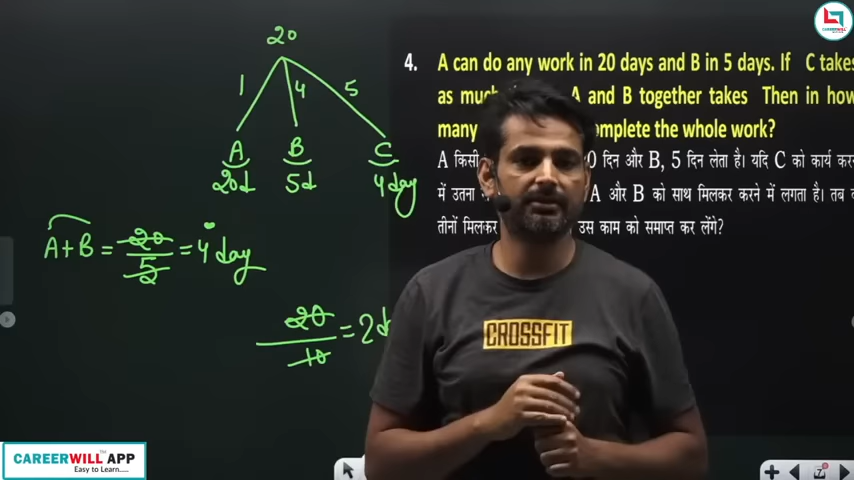 20
1 4 5
A B C
20d 5d 4day
A+B = 20/5 = 4 day
20/10 = 2d
4. A can do any work in 20 days and B in 5 days. If C takes
as much A and B together takes Then in how
many complete the whole work?
A किसी 0 दिन और B, 5 दिन लेता है। यदि C को कार्य करन
में उतना A और B को साथ मिलकर करने में लगता है। तब
तीनों मिलकर उस काम को समाप्त कर लेंगे?
CROSSFIT
CAREERWILL APP
Easy to Learn.....